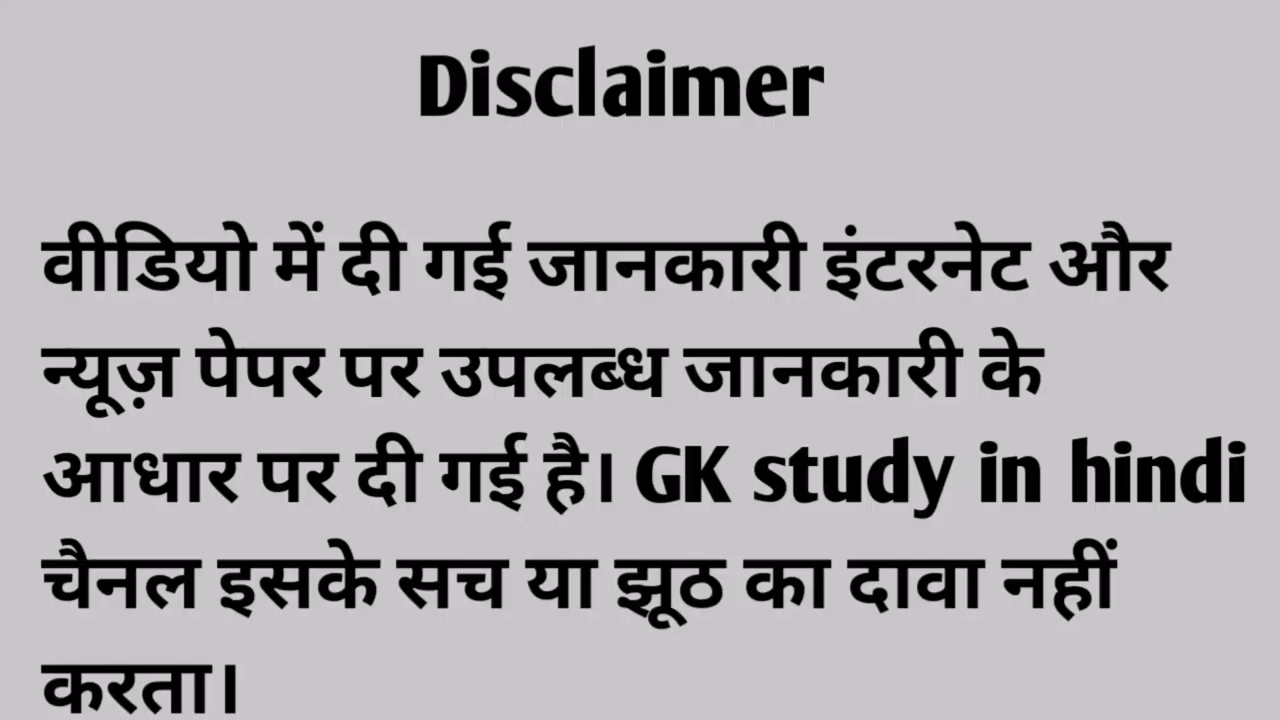 Disclaimer
वीडियो में दी गई जानकारी इंटरनेट और
न्यूज़ पेपर पर उपलब्ध जानकारी के
आधार पर दी गई है। GK study in hindi
चैनल इसके सच या झूठ का दावा नहीं
करता।